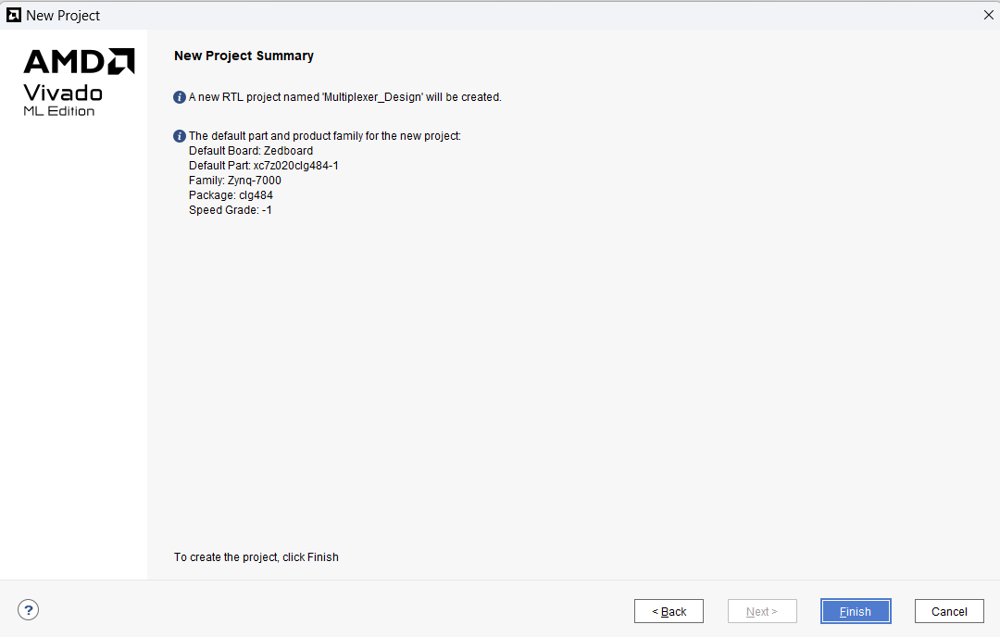 New Project
AMD
Vivado
ML Edition
New Project Summary
A new RTL project named 'Multiplexer_Design' will be created.
The default part and product family for the new project:
Default Board: Zedboard
Default Part: xc7z020clg484-1
Family: Zynq-7000
Package: clg484
Speed Grade: -1
To create the project, click Finish
?
< Back
Next >
Finish
Cancel